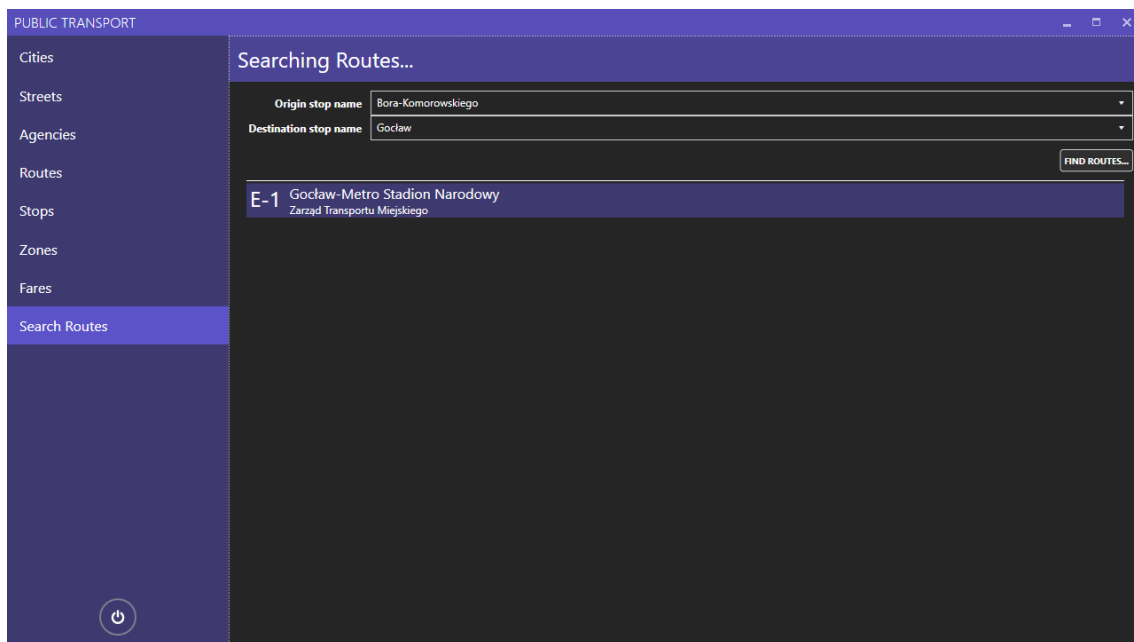 PUBLIC TRANSPORT
Cities
Streets
Agencies
Routes
Stops
Zones
Fares
Search Routes
Searching Routes...
Origin stop name Bora-Komorowskiego
Destination stop name Gocław
FIND ROUTES...
E-1 Gocław-Metro Stadion Narodowy
Zarząd Transportu Miejskiego